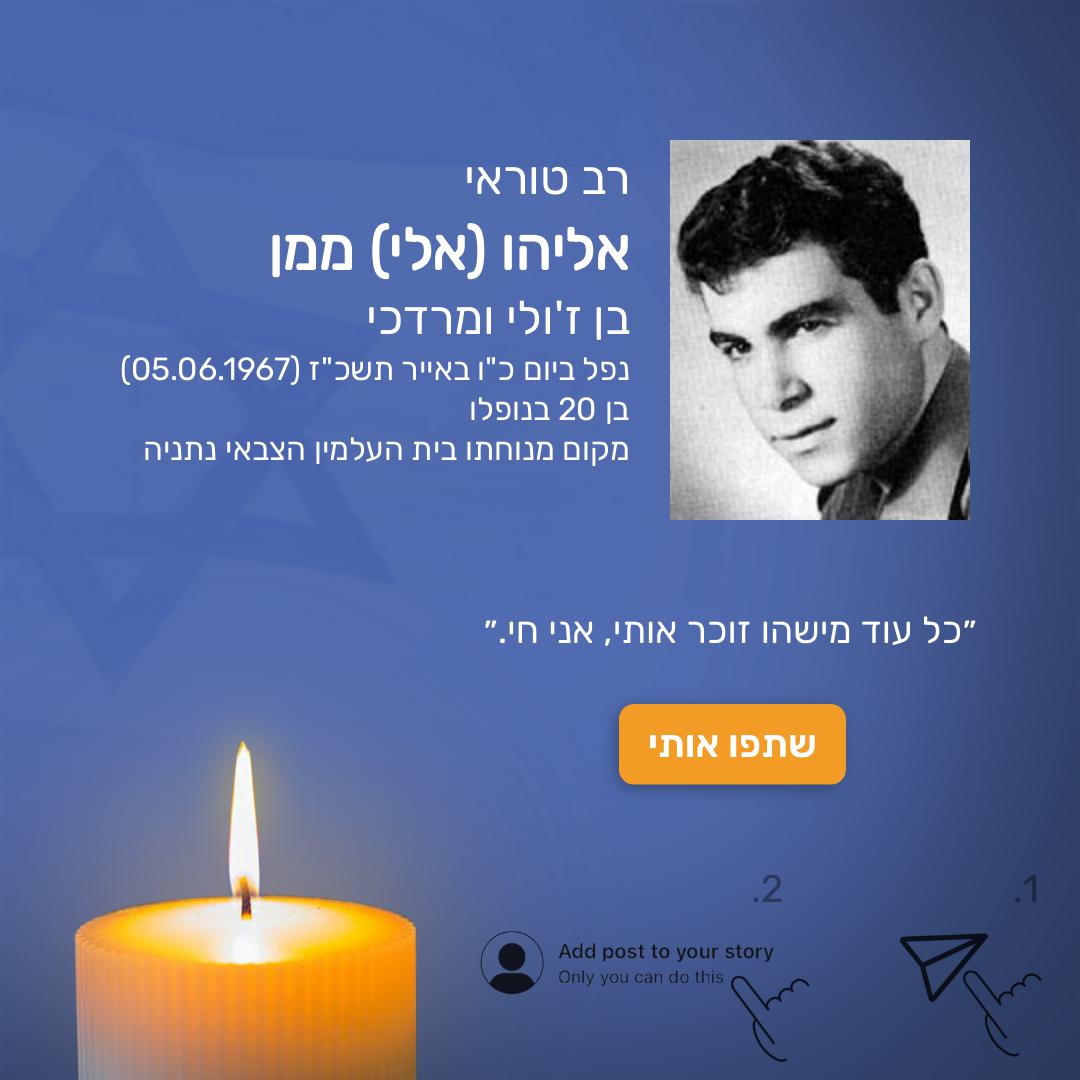 רב טוראי
אליהו (אלי) ממן
בן ז'ולי ומרדכי
נפל ביום כ"ו באייר תשכ"ז (05.06.1967)
בן 20 בנופלו
מקום מנוחתו בית העלמין הצבאי נתניה
״כל עוד מישהו זוכר אותי, אני חי.״
שתפו אותי
1.
2.
Add post to your story
Only you can do this